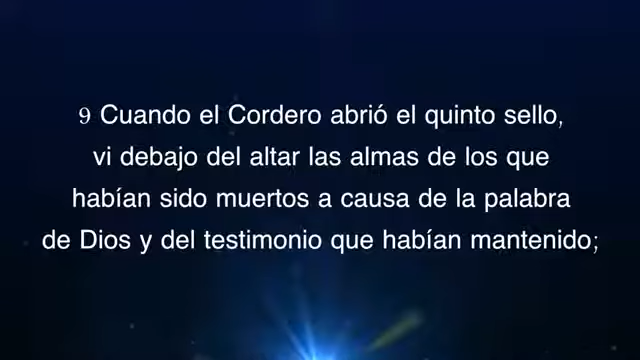 9 Cuando el Cordero abrió el quinto sello,
vi debajo del altar las almas de los que
habían sido muertos a causa de la palabra
de Dios y del testimonio que habían mantenido;